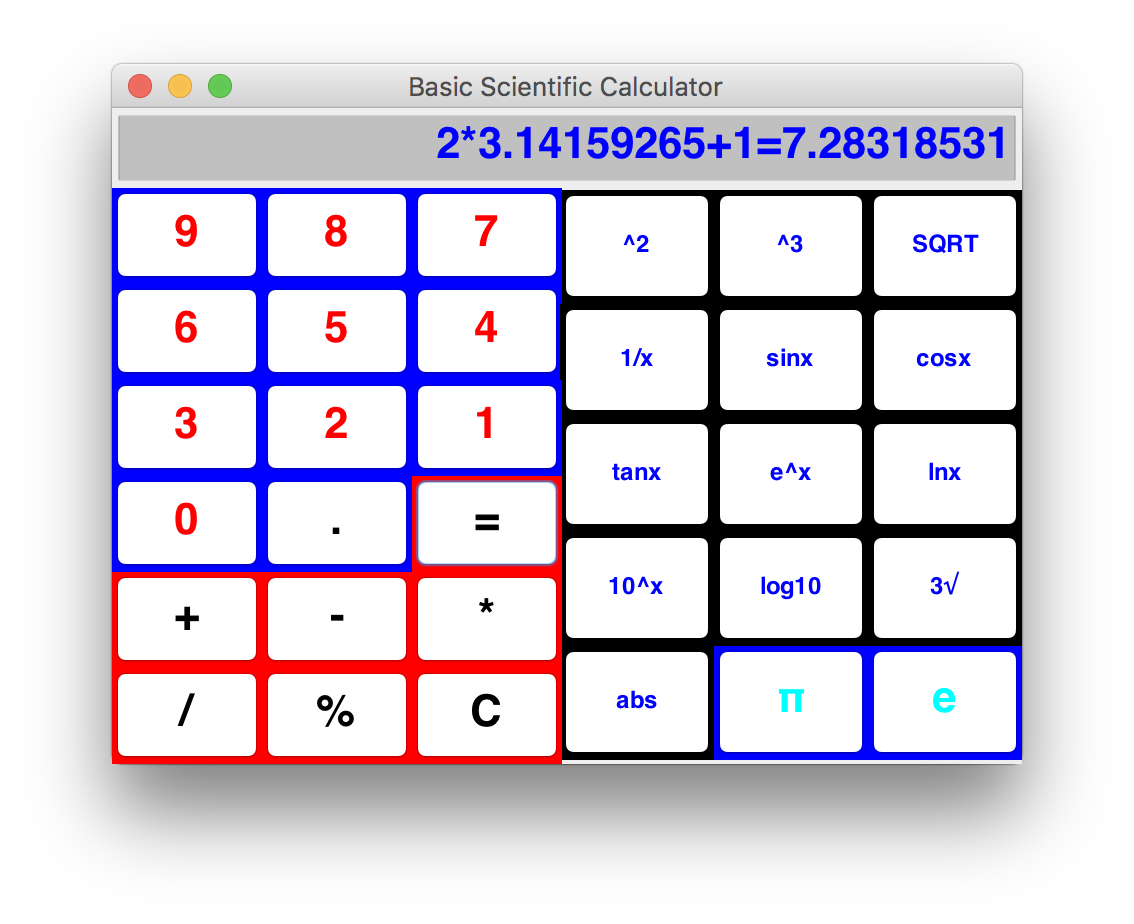 Basic Scientific Calculator
2*3.14159265+1=7.28318531
9 8 7 ^2 ^3 SQRT
6 5 4 1/x sinx cosx
3 2 1 tanx e^x lnx
0 . = 10^x log10 3√
+ - * abs π e
/ % C